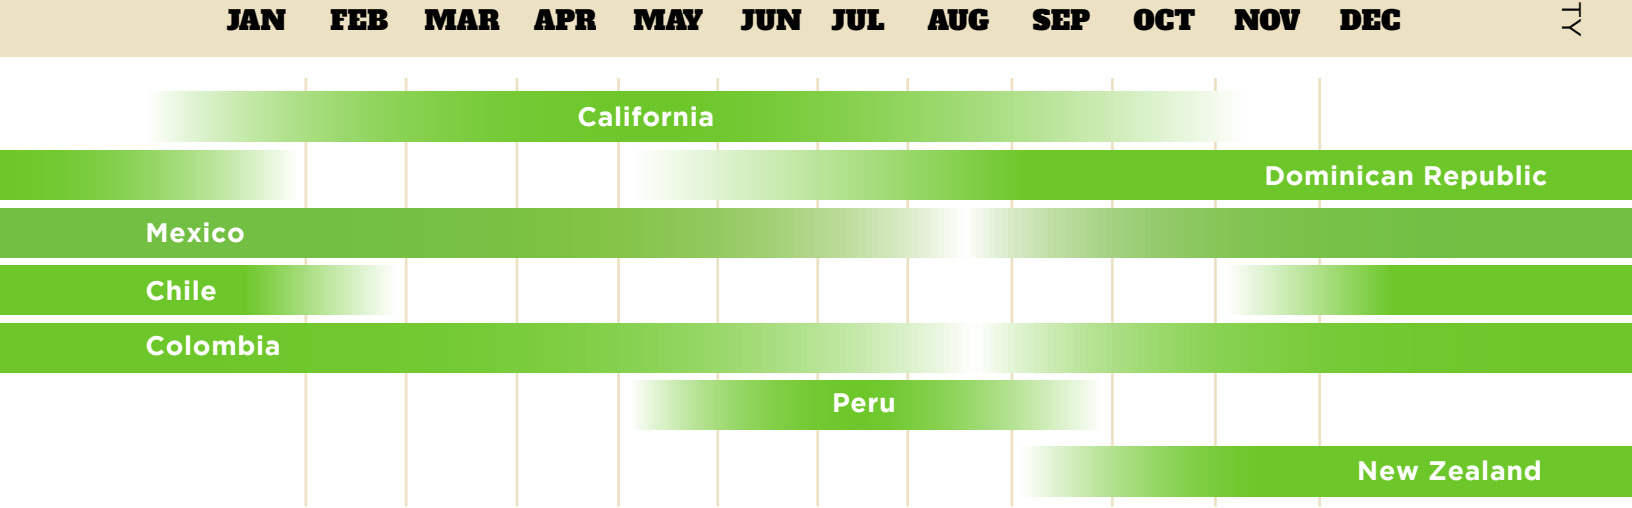 JAN FEB MAR APR MAY JUN JUL AUG SEP OCT NOV DEC
TY
California
Dominican Republic
Mexico
Chile
Colombia
Peru
New Zealand